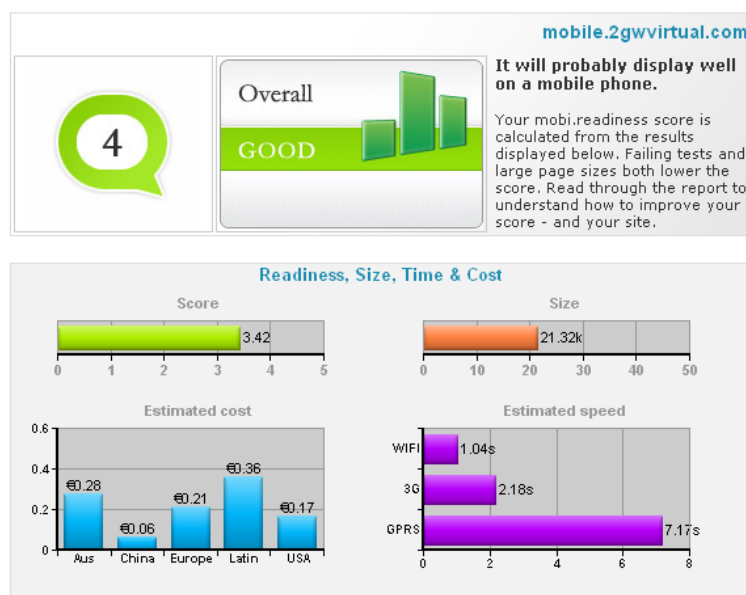 mobile.2gwvirtual.com
4
Overall
GOOD
It will probably display well
on a mobile phone.
Your mobi.readiness score is
calculated from the results
displayed below. Failing tests and
large page sizes both lower the
score. Read through the report to
understand how to improve your
score - and your site.
Readiness, Size, Time & Cost
Score
3.42
0 1 2 3 4 5
Size
21.32k
0 10 20 30 40 50
Estimated cost
0.6
0.4
0.2
0
€0.28
€0.06
€0.21
€0.36
€0.17
Aus China Europe Latin USA
Estimated speed
WIFI 1.04s
3G 2.18s
GPRS 7.17s
0 2 4 6 8